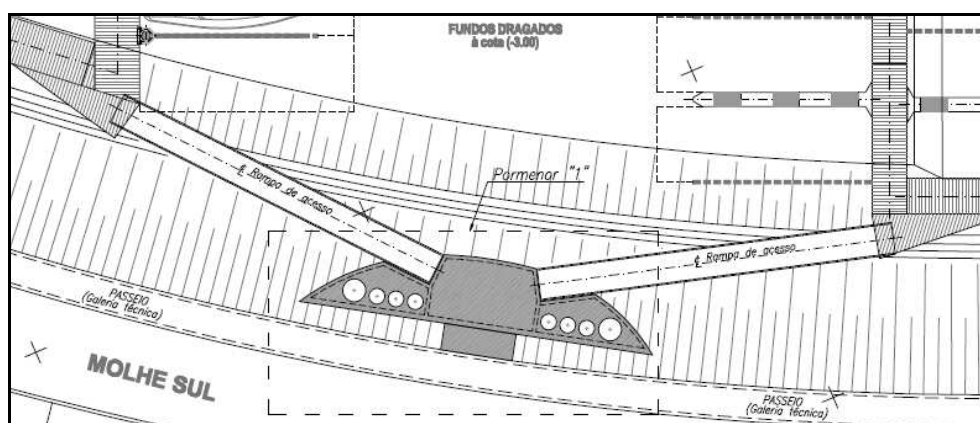 FUNDOS DRAGADOS
à cota (-3.00)
Pormenor "1"
℄ Rampa de acesso
℄ Rampa de acesso
PASSEIO
(Galeria técnica)
MOLHE SUL
PASSEIO
(Galeria técnica)